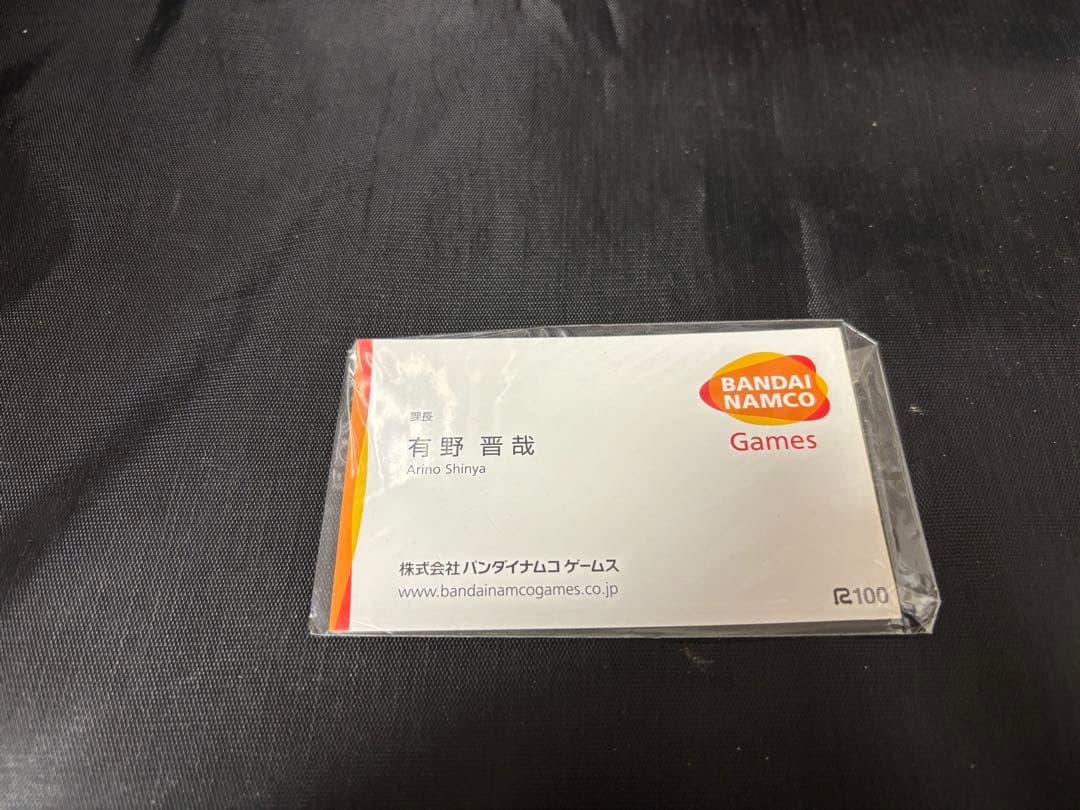 BANDAI
NAMCO
Games
課長
有野 晋哉
Arino Shinya
株式会社 バンダイナムコ ゲームス
www.bandainamcogames.co.jp
R100